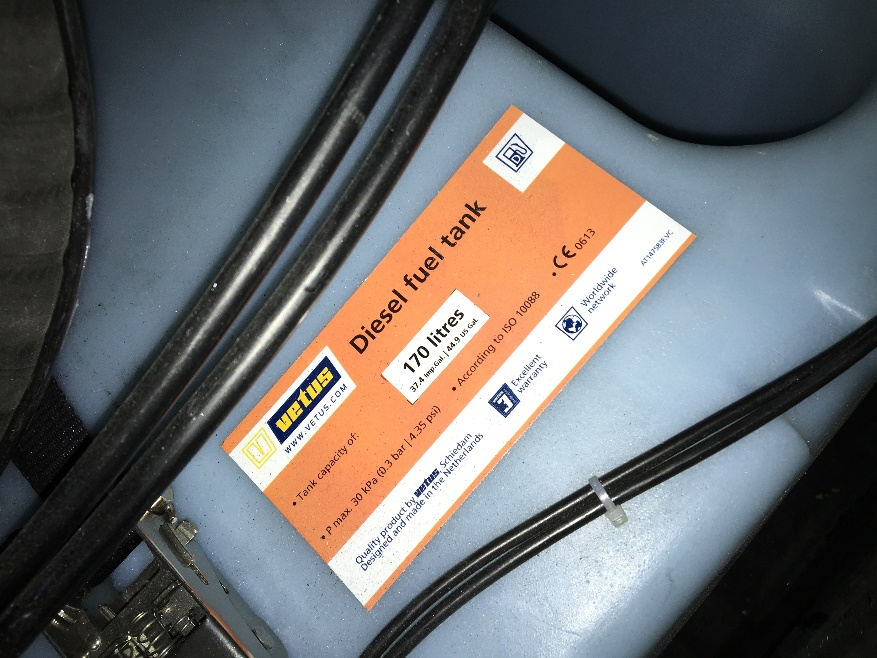 vetus
WWW.VETUS.COM
Diesel fuel tank
• Tank capacity of:
170 litres
37.4 Imp.Gal. | 44.9 US Gal.
• P max. 30 kPa (0.3 bar | 4.35 psi)
• According to ISO 10088
• CE 0613
Quality product by vetus, Schiedam
Designed and made in the Netherlands
Excellent
warranty
Worldwide
network